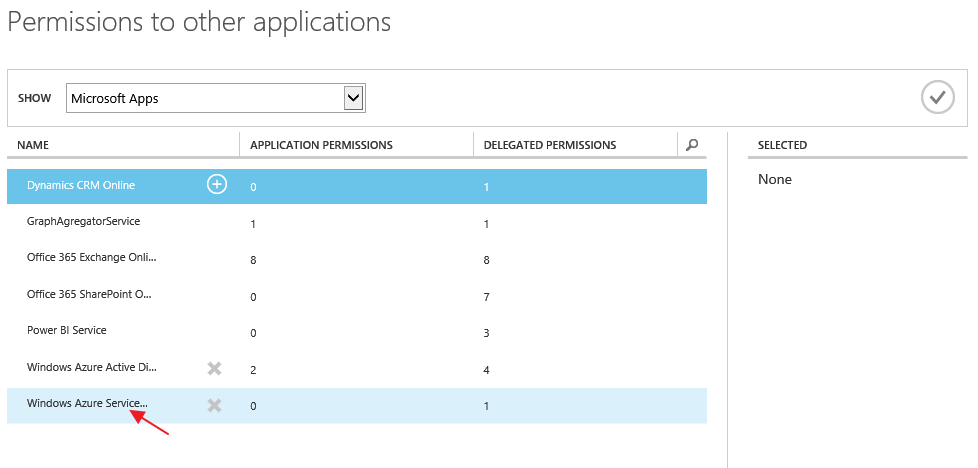 Permissions to other applications
SHOW Microsoft Apps
NAME APPLICATION PERMISSIONS DELEGATED PERMISSIONS SELECTED
Dynamics CRM Online 0 1 None
GraphAgregatorService 1 1
Office 365 Exchange Onli... 8 8
Office 365 SharePoint O... 0 7
Power BI Service 0 3
Windows Azure Active Di... 2 4
Windows Azure Service... 0 1